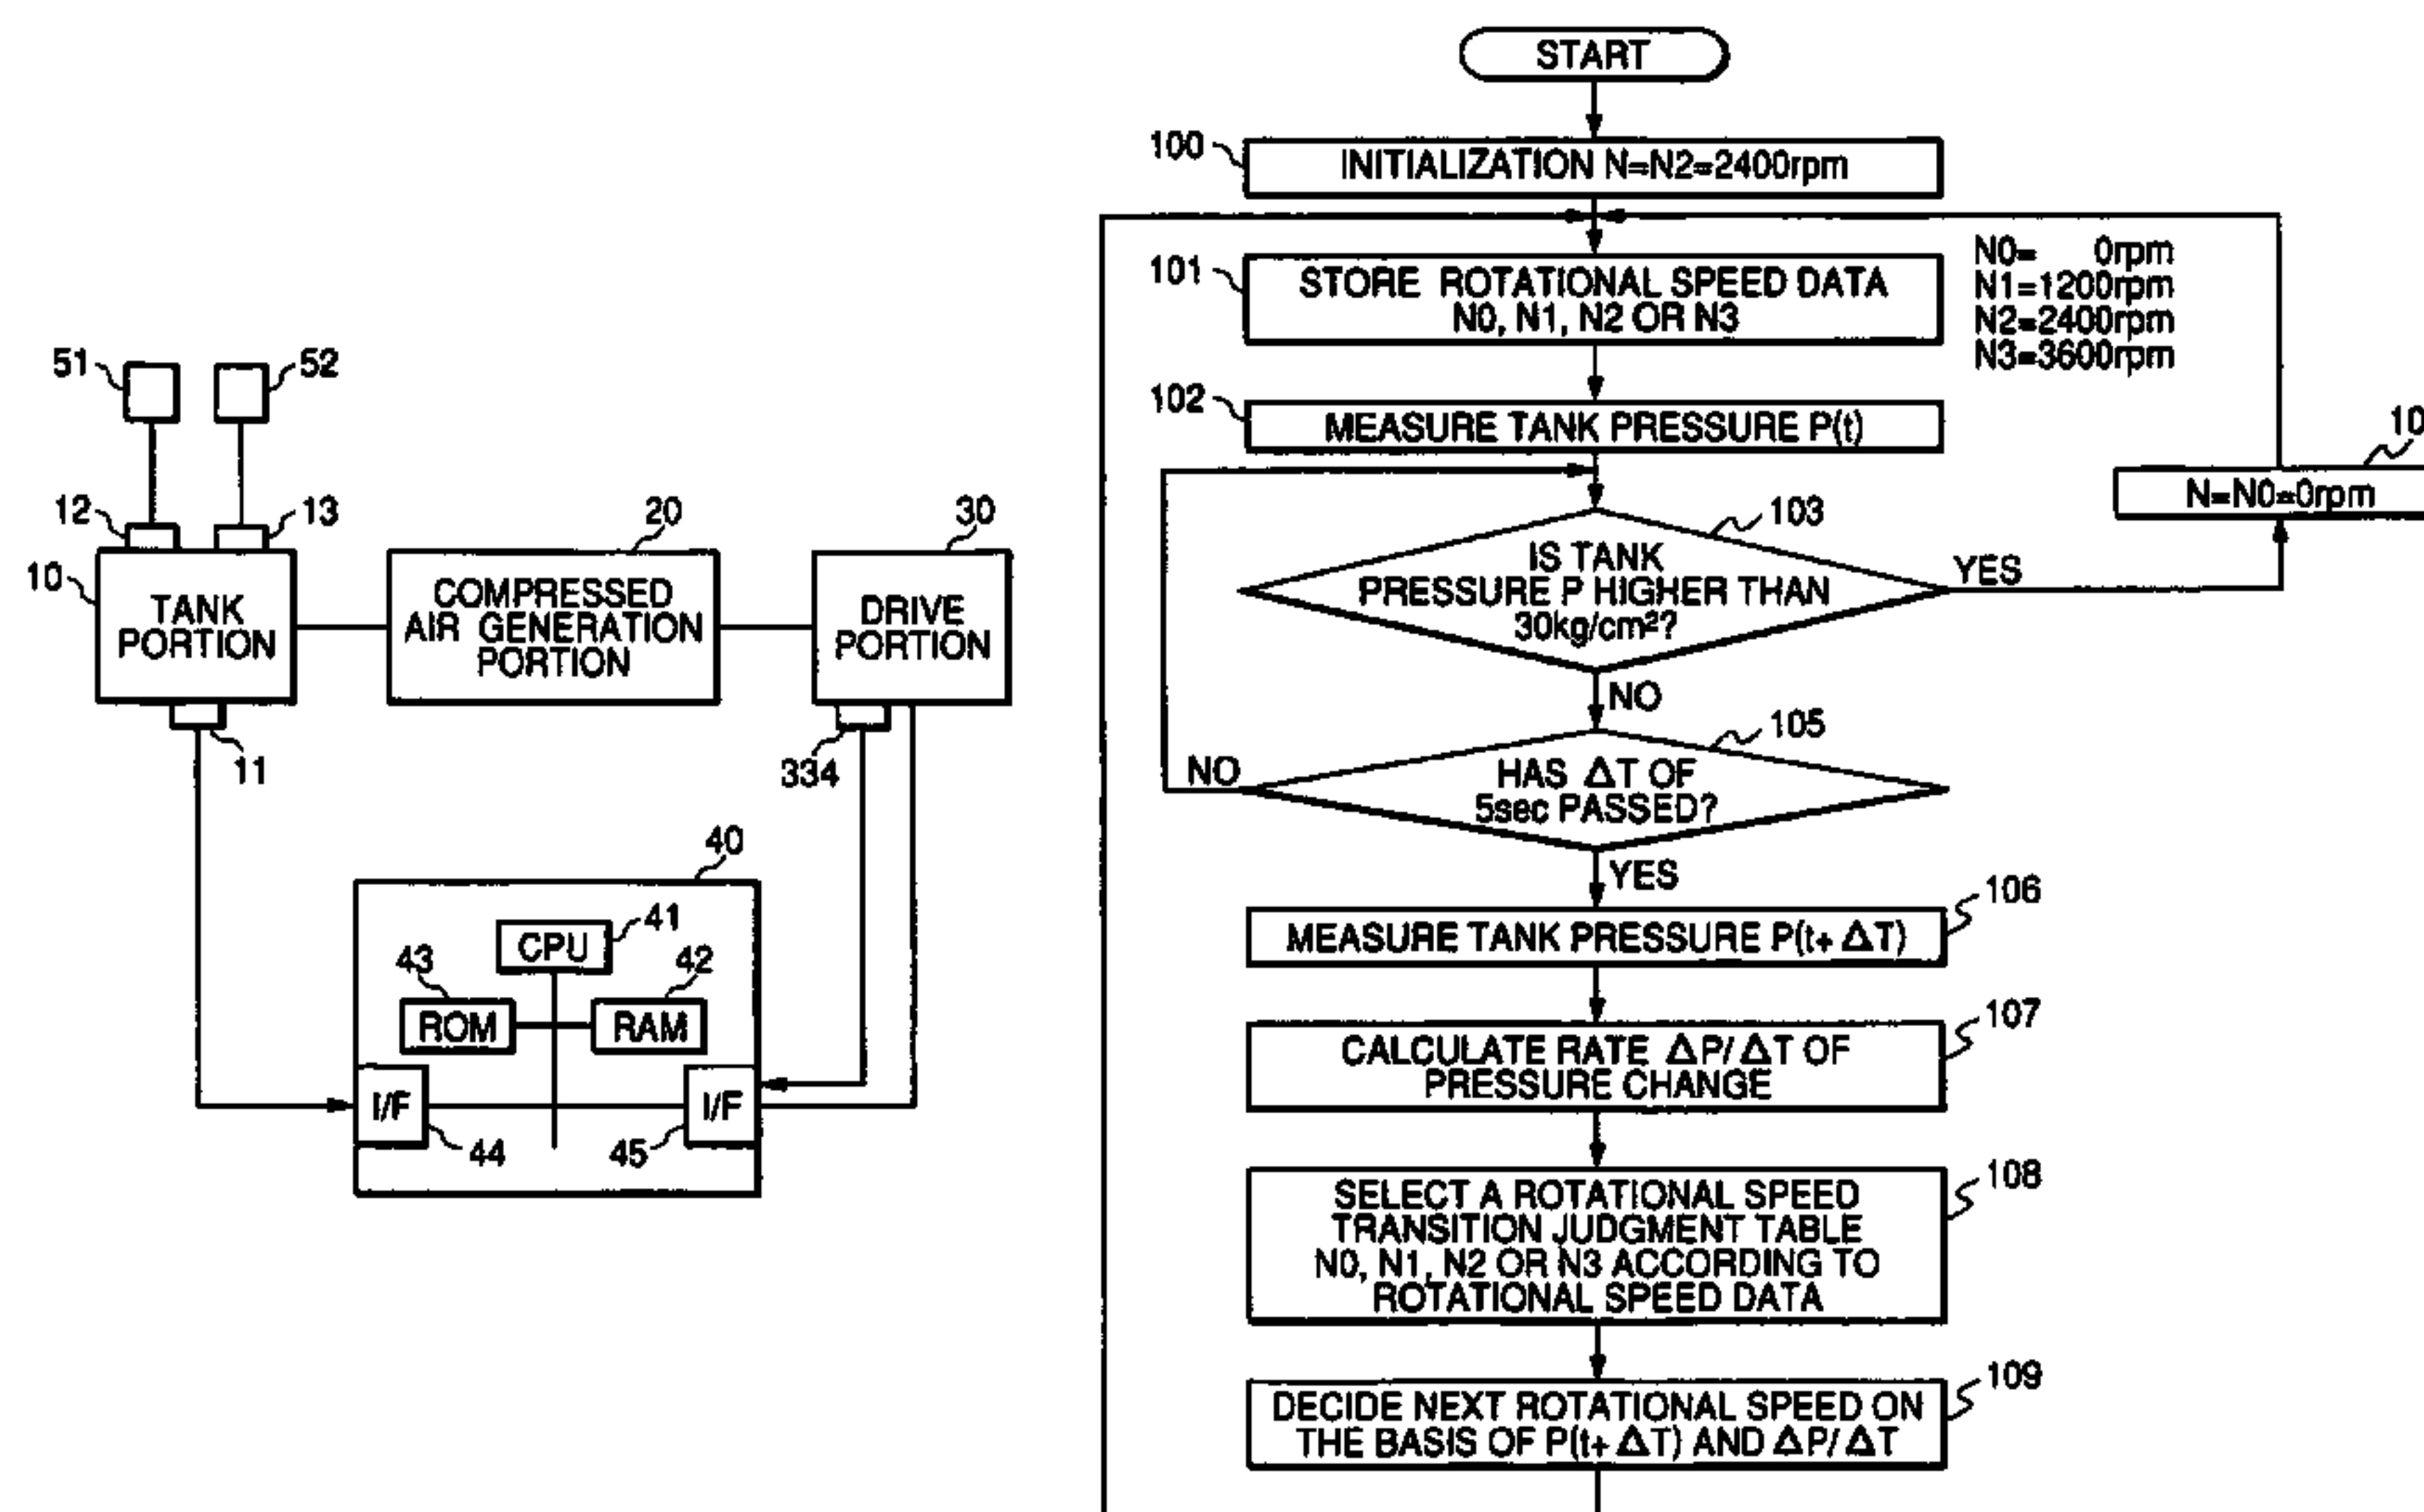 51
52
12
13
20
30
10
TANK
PORTION
COMPRESSED
AIR GENERATION
PORTION
DRIVE
PORTION
11
334
40
41
CPU
43
42
ROM
RAM
I/F
I/F
44
45
START
100
INITIALIZATION N=N2=2400rpm
101
STORE ROTATIONAL SPEED DATA
N0, N1, N2 OR N3
N0= 0rpm
N1=1200rpm
N2=2400rpm
N3=3600rpm
102
MEASURE TANK PRESSURE P(t)
10
N=N0=0rpm
103
IS TANK
PRESSURE P HIGHER THAN
30kg/cm²?
YES
NO
105
HAS ΔT OF
5sec PASSED?
NO
YES
106
MEASURE TANK PRESSURE P(t+ΔT)
107
CALCULATE RATE ΔP/ΔT OF
PRESSURE CHANGE
108
SELECT A ROTATIONAL SPEED
TRANSITION JUDGMENT TABLE
N0, N1, N2 OR N3 ACCORDING TO
ROTATIONAL SPEED DATA
109
DECIDE NEXT ROTATIONAL SPEED ON
THE BASIS OF P(t+ΔT) AND ΔP/ΔT